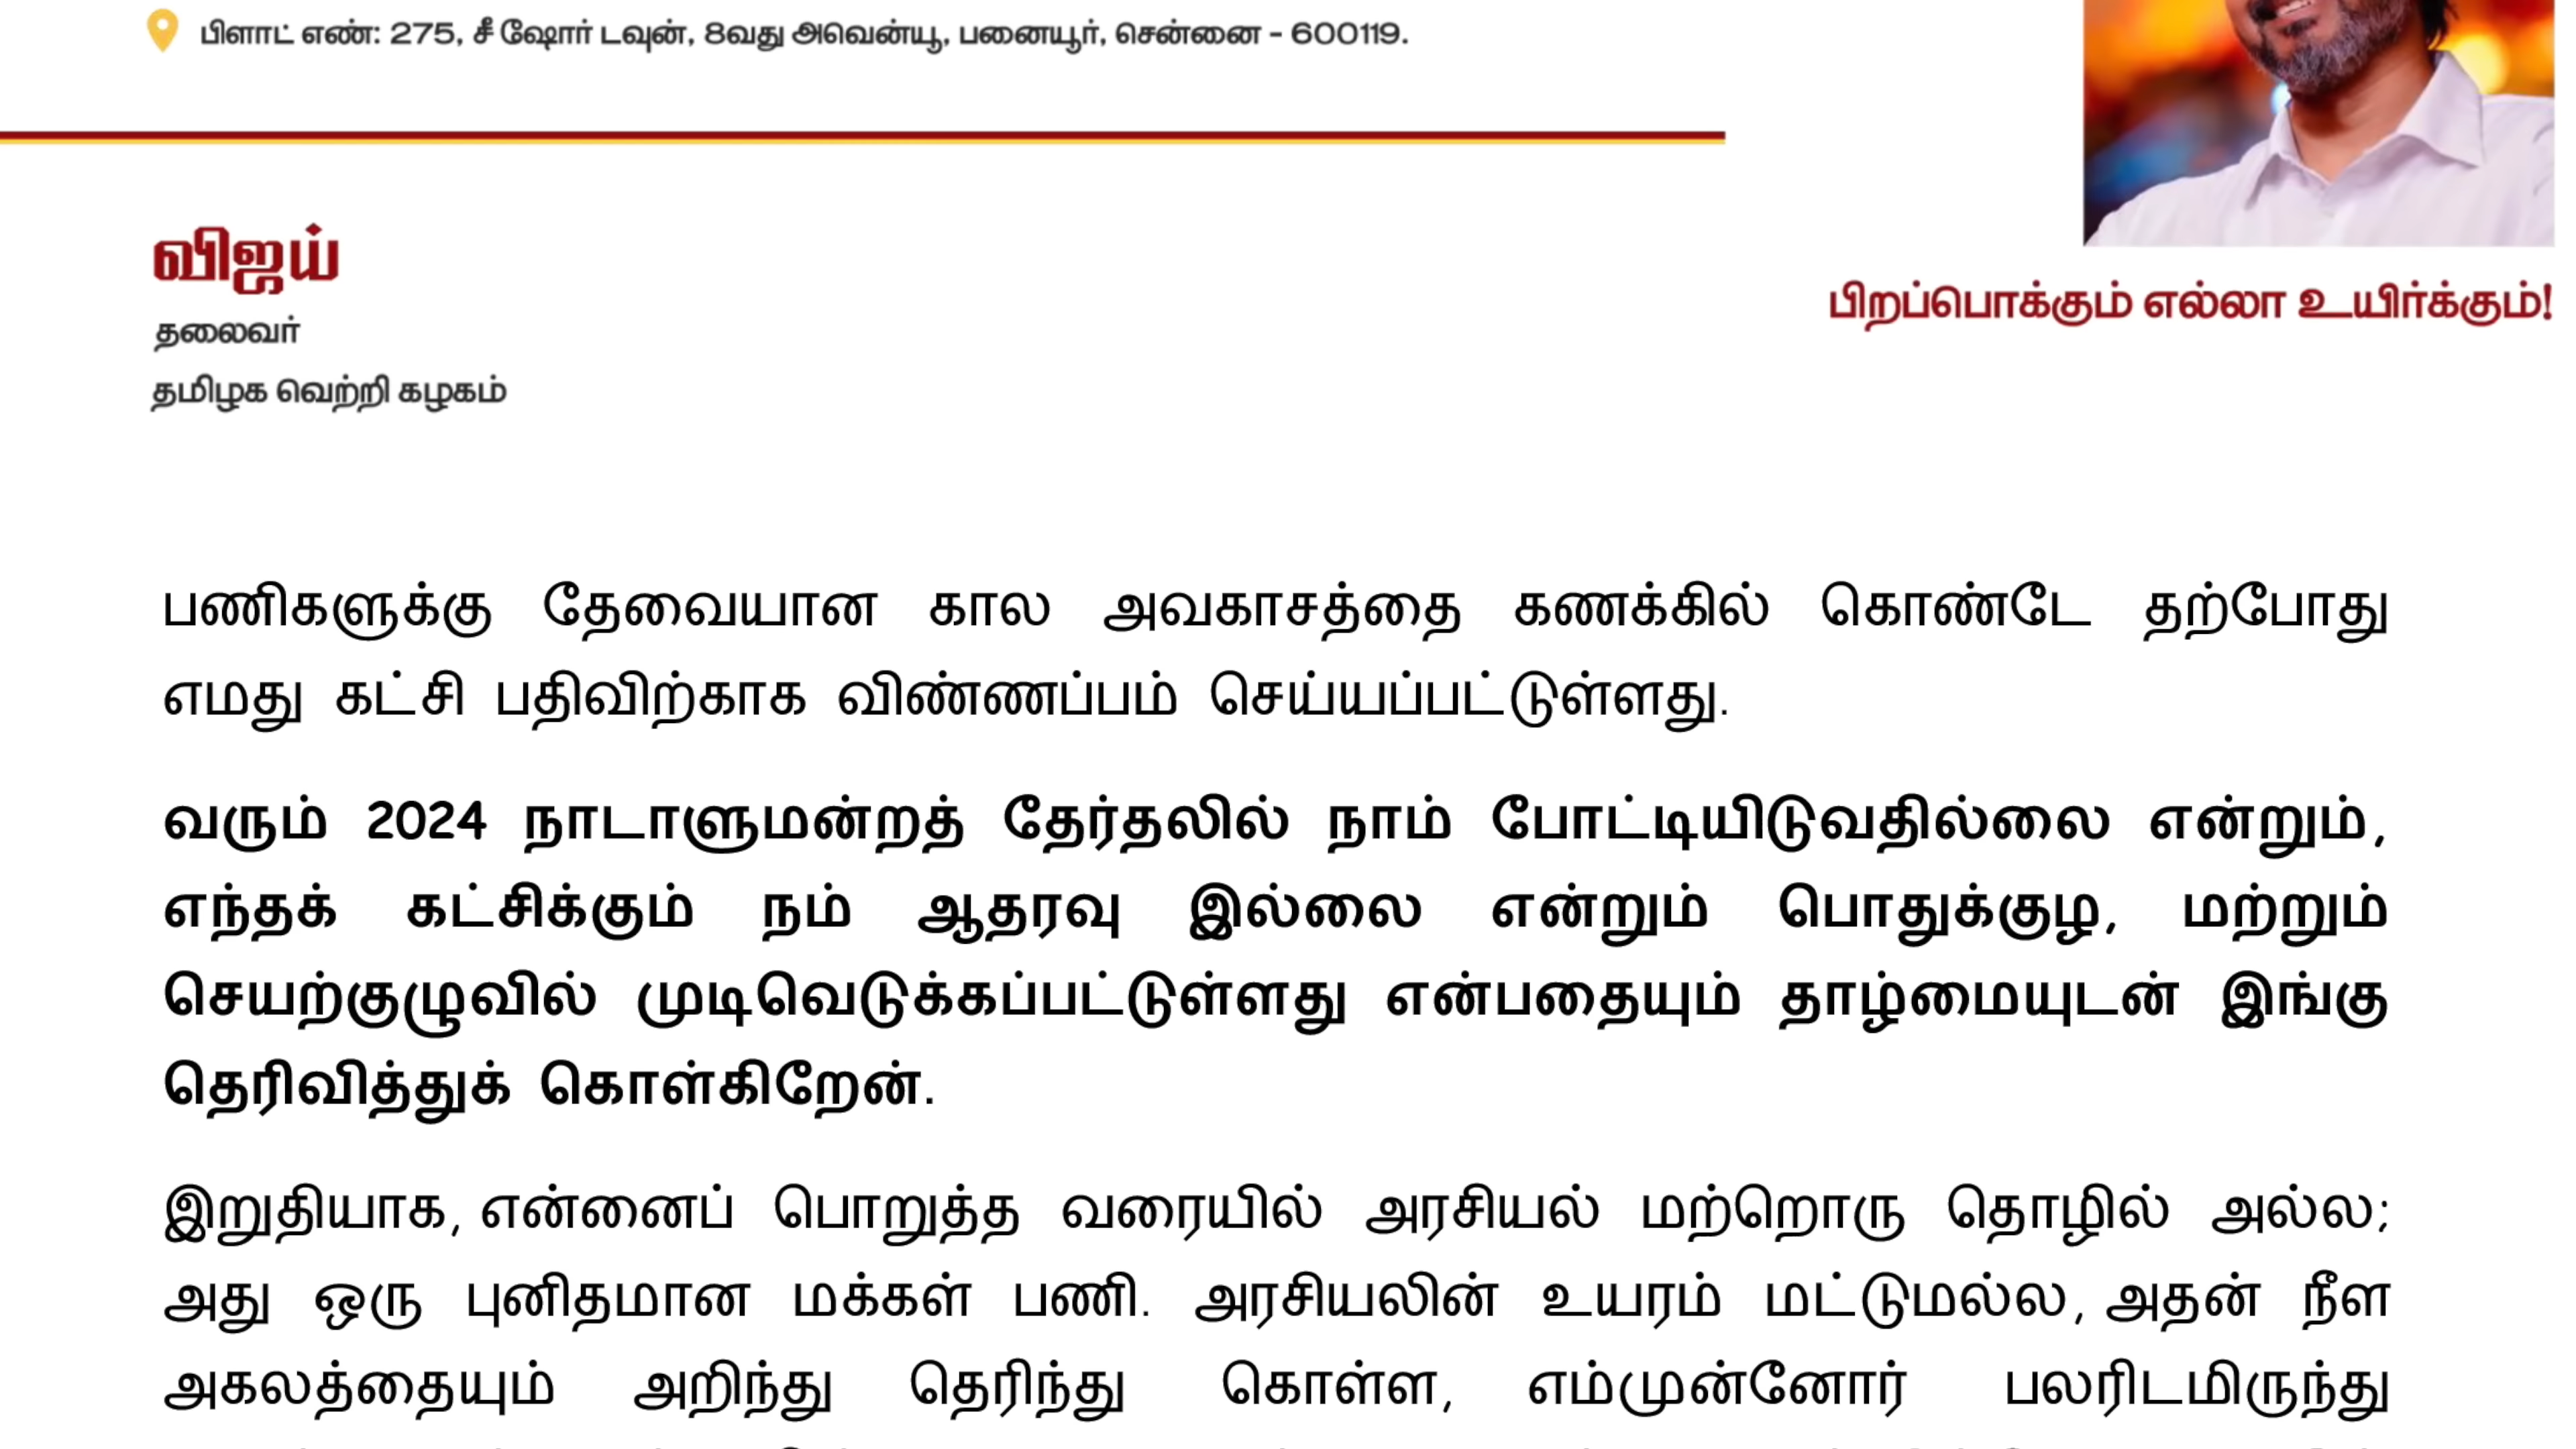 பிளாட் எண்: 275, சீ ஷோர் டவுன், 8வது அவென்யூ, பனையூர், சென்னை - 600119.
விஜய்
தலைவர்
தமிழக வெற்றி கழகம்
பிறப்பொக்கும் எல்லா உயிர்க்கும்!
பணிகளுக்கு தேவையான கால அவகாசத்தை கணக்கில் கொண்டே தற்போது
எமது கட்சி பதிவிற்காக விண்ணப்பம் செய்யப்பட்டுள்ளது.
வரும் 2024 நாடாளுமன்றத் தேர்தலில் நாம் போட்டியிடுவதில்லை என்றும்,
எந்தக் கட்சிக்கும் நம் ஆதரவு இல்லை என்றும் பொதுக்குழ, மற்றும்
செயற்குழுவில் முடிவெடுக்கப்பட்டுள்ளது என்பதையும் தாழ்மையுடன் இங்கு
தெரிவித்துக் கொள்கிறேன்.
இறுதியாக, என்னைப் பொறுத்த வரையில் அரசியல் மற்றொரு தொழில் அல்ல;
அது ஒரு புனிதமான மக்கள் பணி. அரசியலின் உயரம் மட்டுமல்ல, அதன் நீள
அகலத்தையும் அறிந்து தெரிந்து கொள்ள, எம்முன்னோர் பலரிடமிருந்து